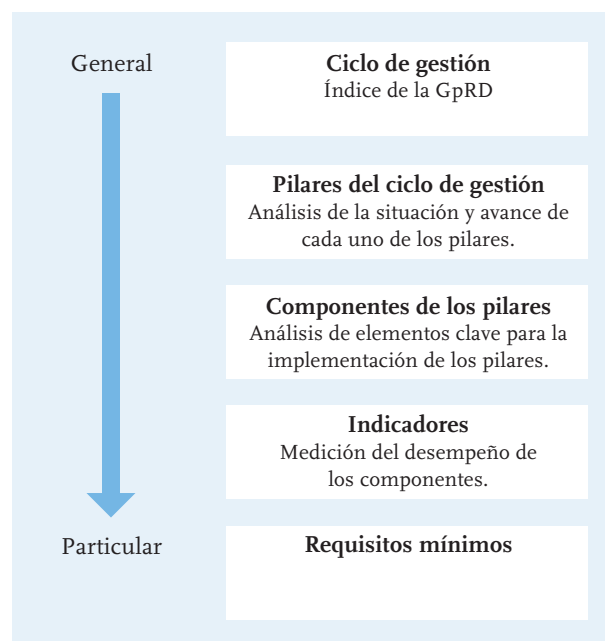 General
Ciclo de gestión
Índice de la GpRD
Pilares del ciclo de gestión
Análisis de la situación y avance de
cada uno de los pilares.
Componentes de los pilares
Análisis de elementos clave para la
implementación de los pilares.
Indicadores
Medición del desempeño de
los componentes.
Particular
Requisitos mínimos